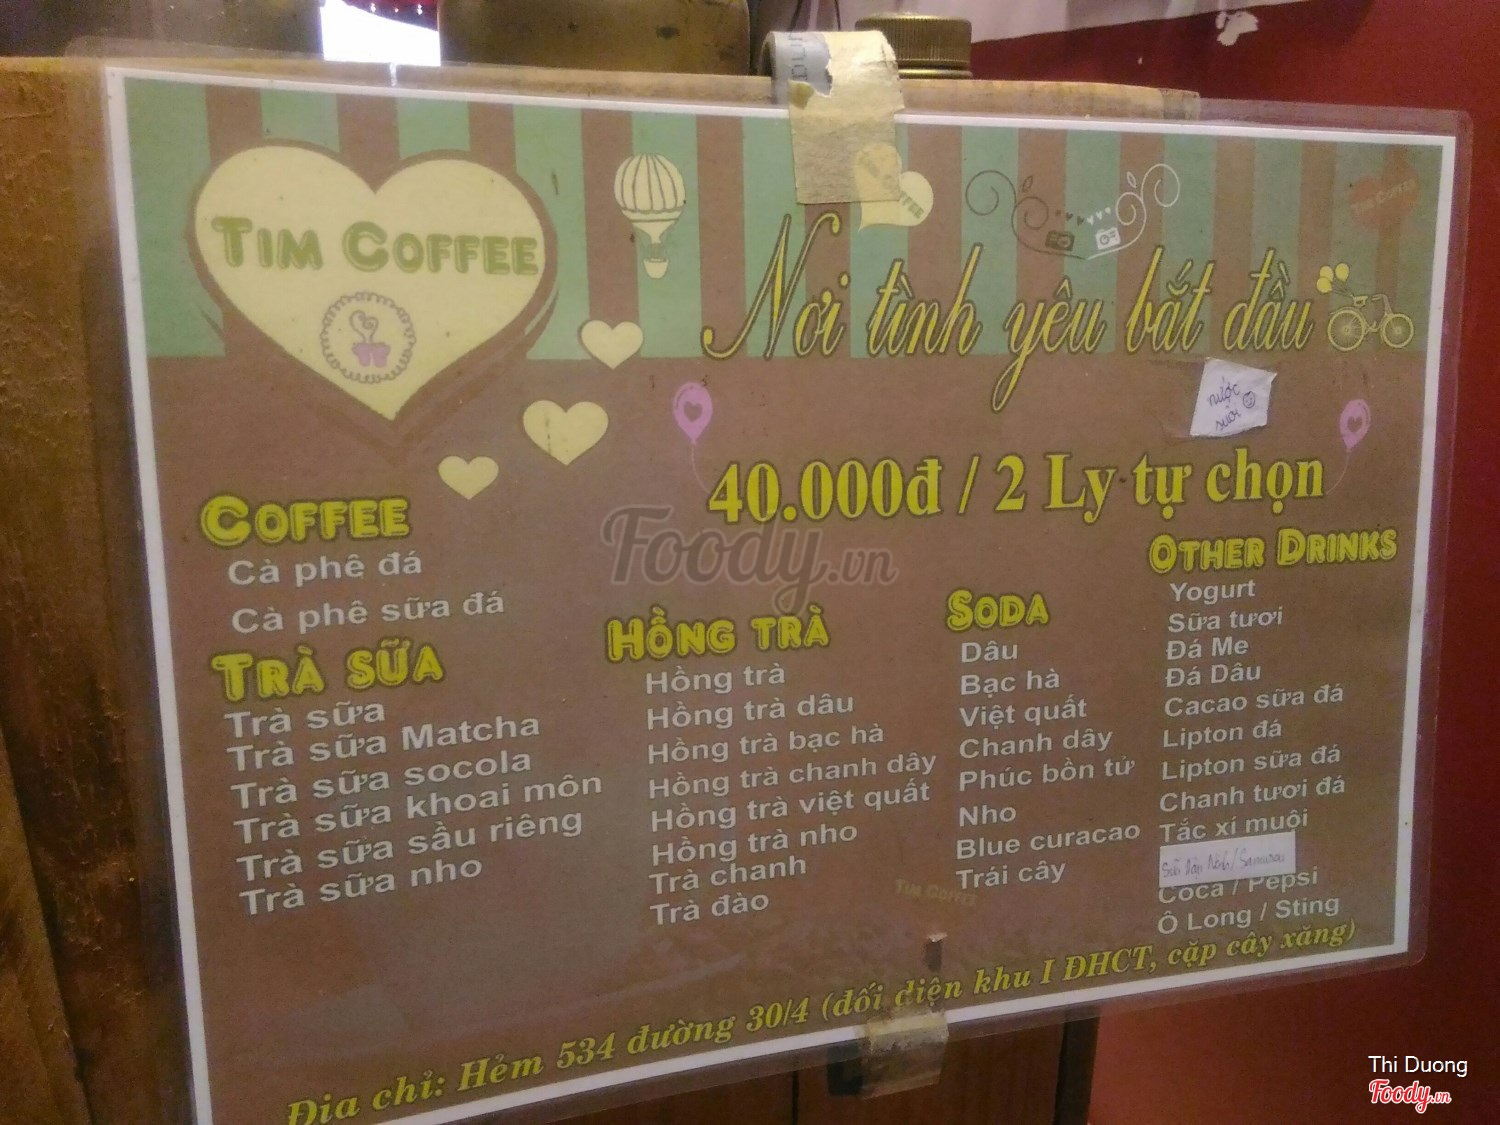 TIM COFFEE
Nơi tình yêu bắt đầu
nước
suối
40.000đ / 2 Ly tự chọn
COFFEE
Cà phê đá
Cà phê sữa đá
TRÀ SỮA
Trà sữa
Trà sữa Matcha
Trà sữa socola
Trà sữa khoai môn
Trà sữa sầu riêng
Trà sữa nho
HỒNG TRÀ
Hồng trà
Hồng trà dâu
Hồng trà bạc hà
Hồng trà chanh dây
Hồng trà việt quất
Hồng trà nho
Trà chanh
Trà đào
SODA
Dâu
Bạc hà
Việt quất
Chanh dây
Phúc bồn tử
Nho
Blue curacao
Trái cây
OTHER DRINKS
Yogurt
Sữa tươi
Đá Me
Đá Dâu
Cacao sữa đá
Lipton đá
Lipton sữa đá
Chanh tươi đá
Tắc xí muội
Coca / Pepsi
Ô Long / Sting
TIM COFFEE
Địa chỉ: Hẻm 534 đường 30/4 (đối diện khu I ĐHCT, cặp cây xăng)
Foody.vn
Thi Duong
Foody.vn